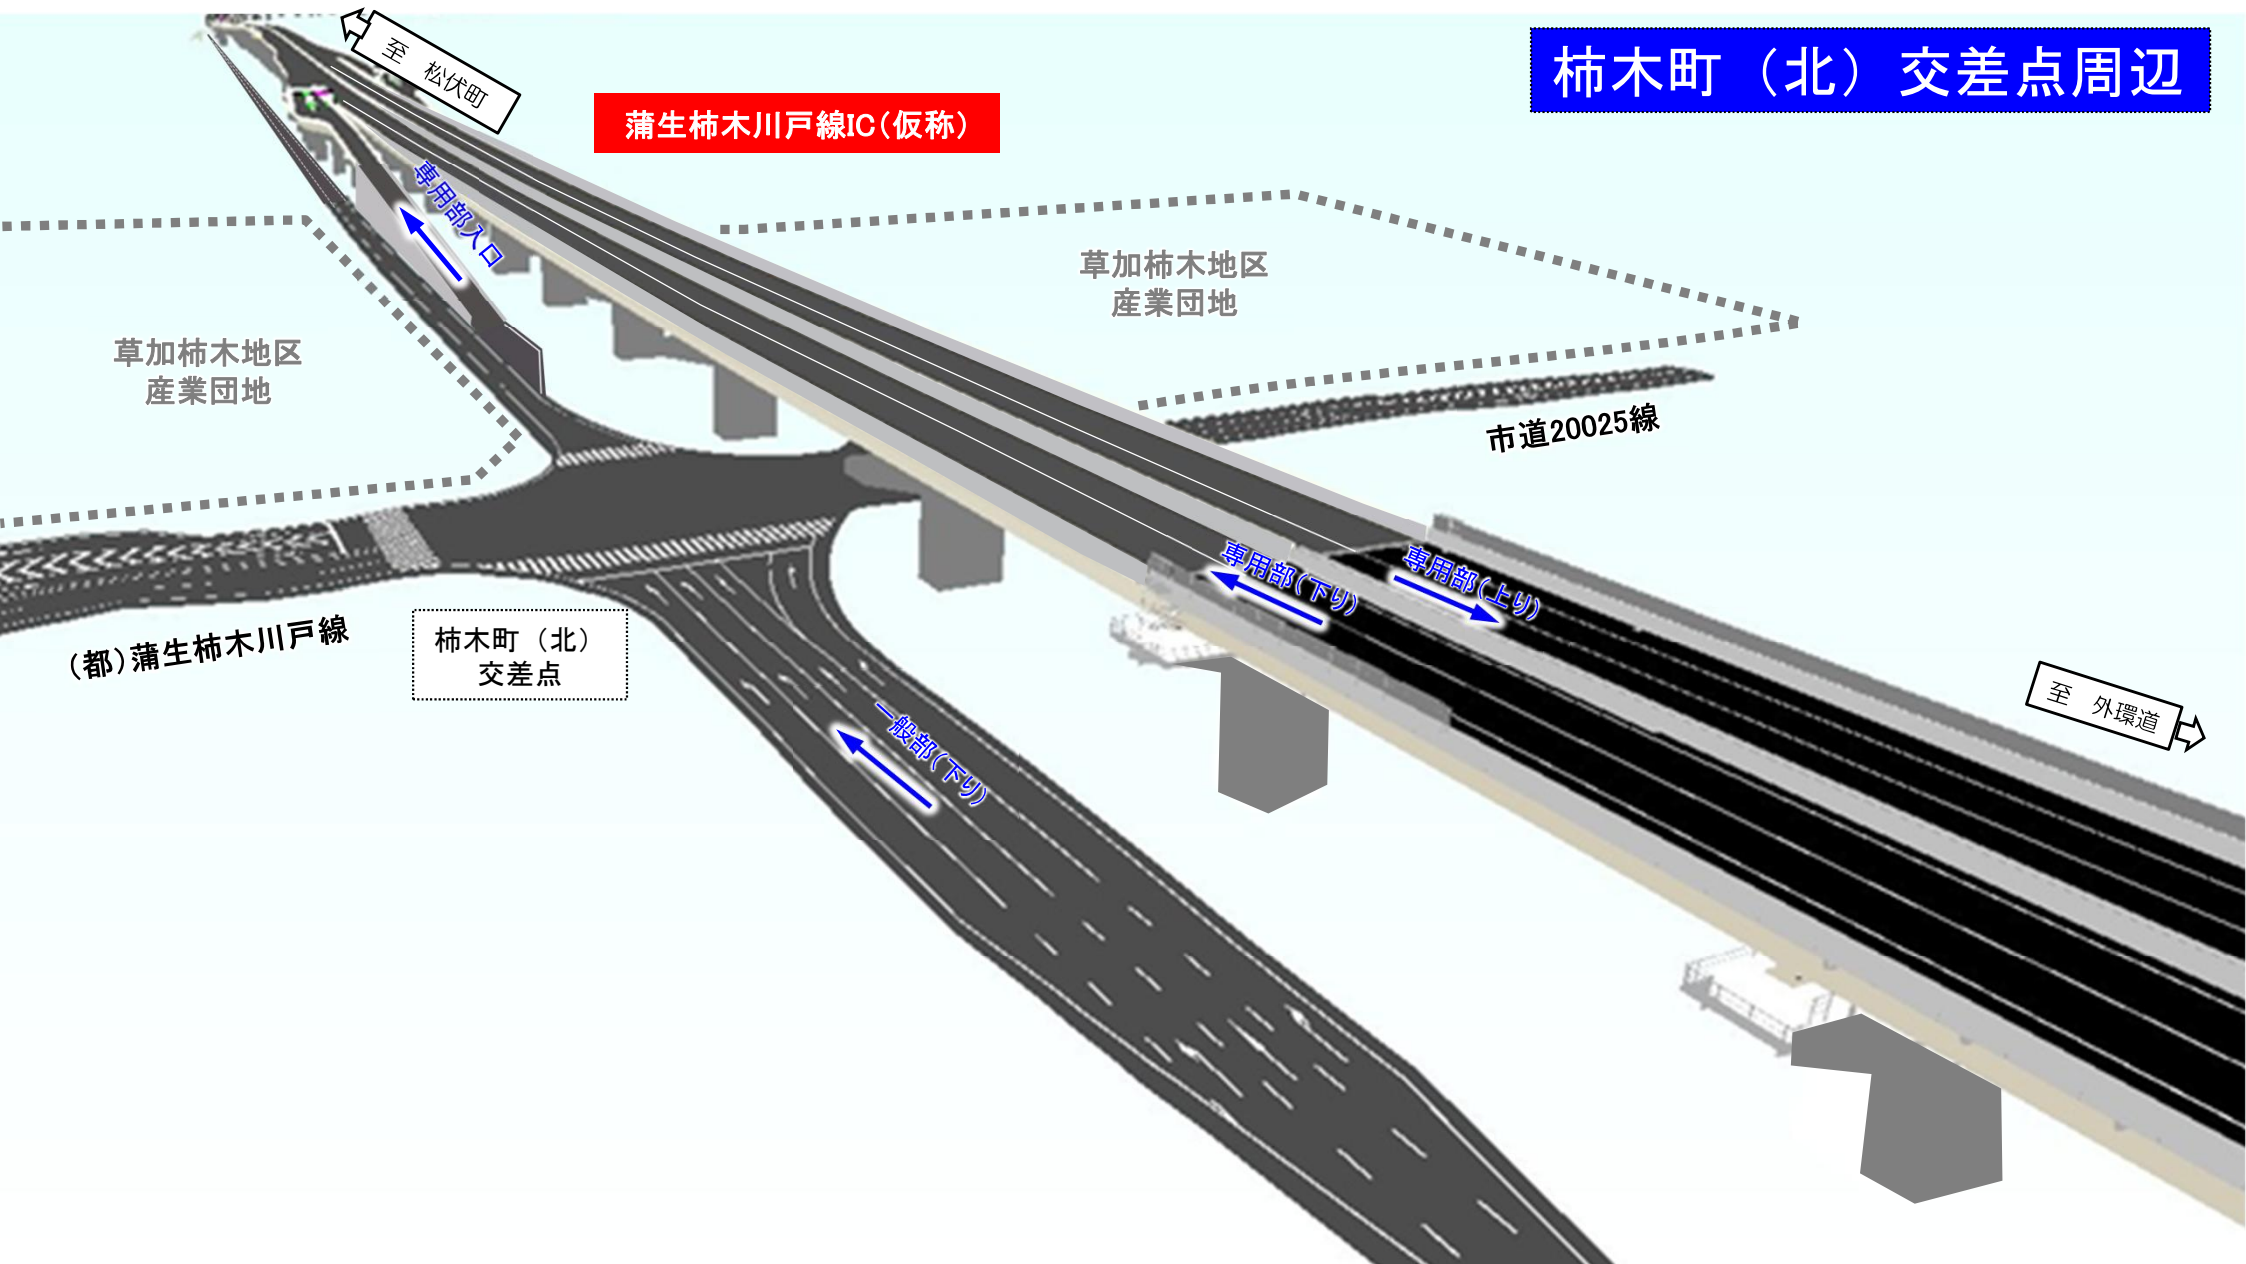 至　松伏町
柿木町（北）交差点周辺
蒲生柿木川戸線IC（仮称）
専用部入口
草加柿木地区
産業団地
草加柿木地区
産業団地
市道20025線
専用部（下り）
専用部（上り）
（都）蒲生柿木川戸線
柿木町（北）
交差点
一般部（下り）
至　外環道